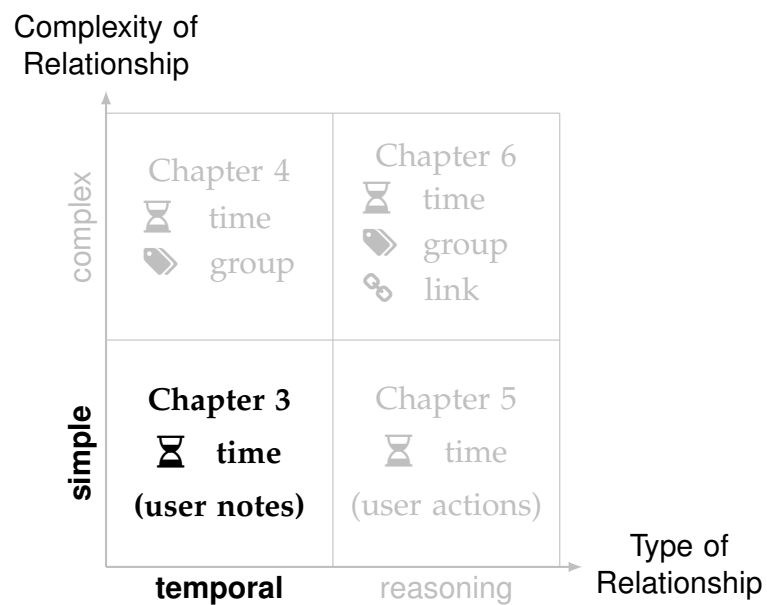 Complexity of
Relationship
complex
Chapter 4
time
group
Chapter 6
time
group
link
simple
Chapter 3
time
(user notes)
Chapter 5
time
(user actions)
temporal
reasoning
Type of
Relationship